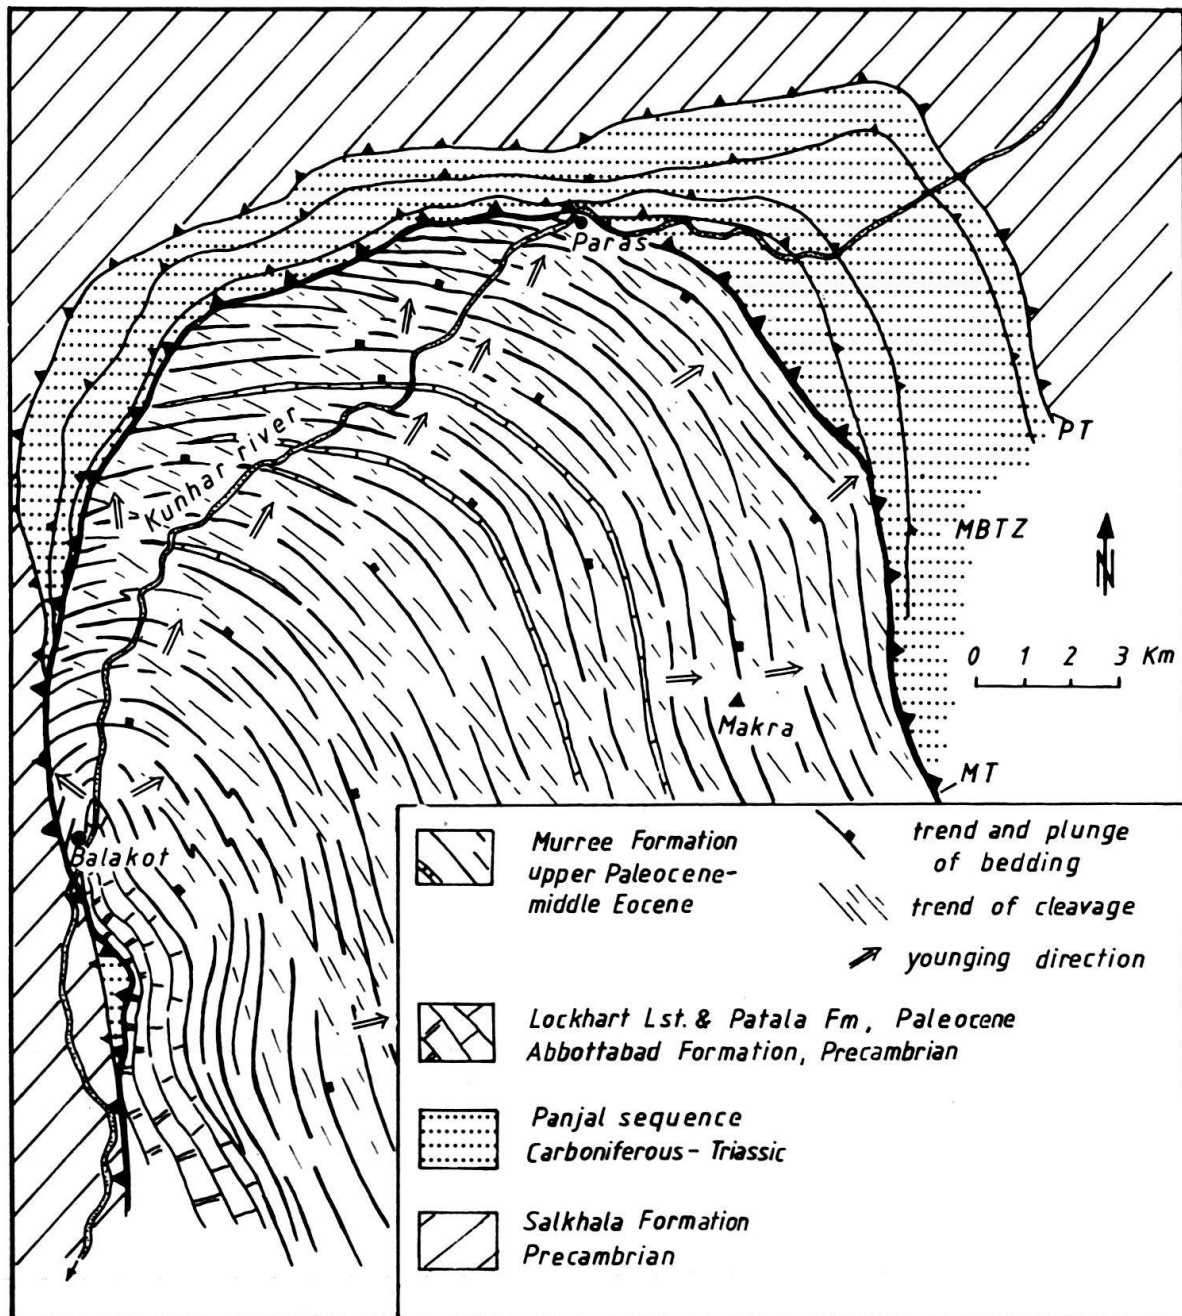 Paras
Kunhar river
PT
MBTZ
N
0 1 2 3 Km
Makra
MT
Balakot
Murree Formation
upper Paleocene-
middle Eocene
trend and plunge
of bedding
trend of cleavage
younging direction
Lockhart Lst. & Patala Fm, Paleocene
Abbottabad Formation, Precambrian
Panjal sequence
Carboniferous - Triassic
Salkhala Formation
Precambrian